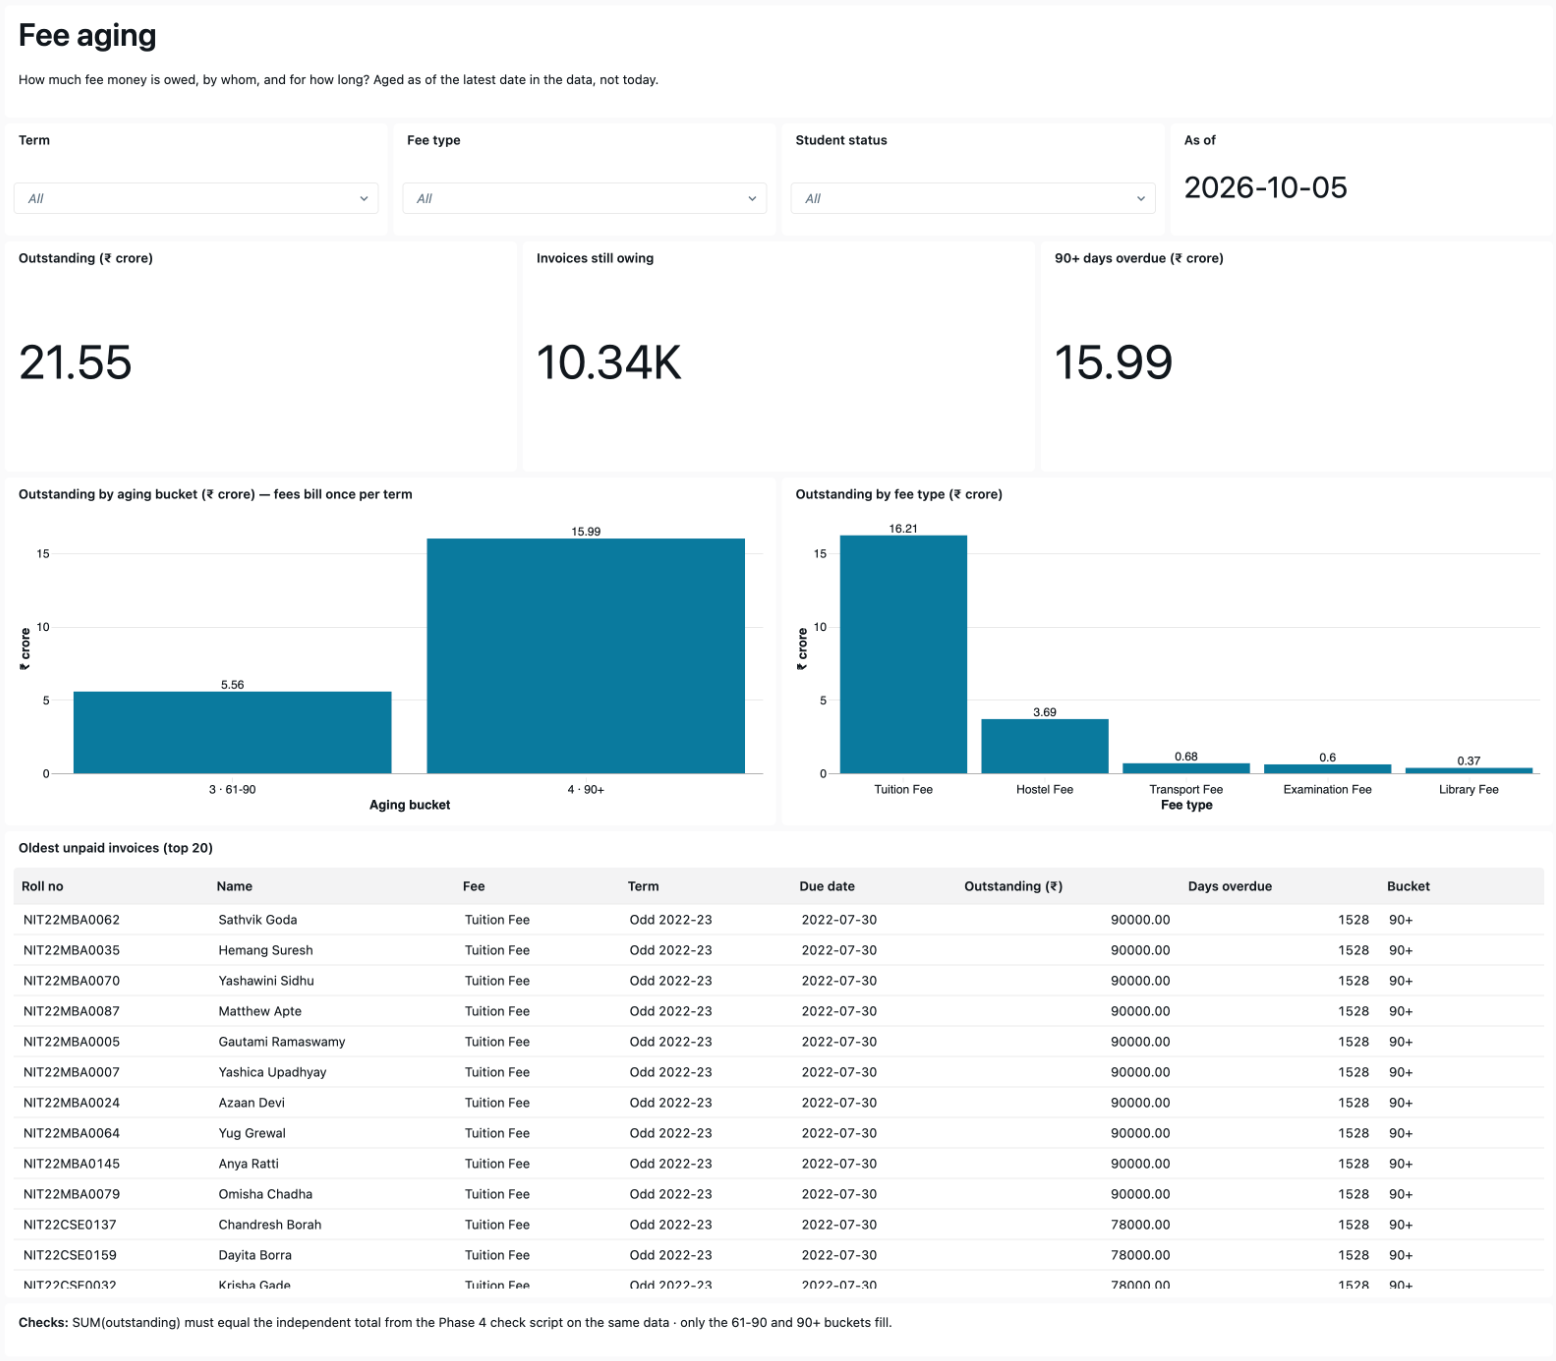 Fee aging
How much fee money is owed, by whom, and for how long? Aged as of the latest date in the data, not today.
Term
Fee type
Student status
As of
All
All
All
2026-10-05
Outstanding (₹ crore)
Invoices still owing
90+ days overdue (₹ crore)
21.55
10.34K
15.99
Outstanding by aging bucket (₹ crore) — fees bill once per term
₹ crore
15
10
5
0
5.56
15.99
3 · 61-90
4 · 90+
Aging bucket
Outstanding by fee type (₹ crore)
₹ crore
15
10
5
0
16.21
3.69
0.68
0.6
0.37
Tuition Fee
Hostel Fee
Transport Fee
Examination Fee
Library Fee
Fee type
Oldest unpaid invoices (top 20)
Roll no Name Fee Term Due date Outstanding (₹) Days overdue Bucket
NIT22MBA0062 Sathvik Goda Tuition Fee Odd 2022-23 2022-07-30 90000.00 1528 90+
NIT22MBA0035 Hemang Suresh Tuition Fee Odd 2022-23 2022-07-30 90000.00 1528 90+
NIT22MBA0070 Yashawini Sidhu Tuition Fee Odd 2022-23 2022-07-30 90000.00 1528 90+
NIT22MBA0087 Matthew Apte Tuition Fee Odd 2022-23 2022-07-30 90000.00 1528 90+
NIT22MBA0005 Gautami Ramaswamy Tuition Fee Odd 2022-23 2022-07-30 90000.00 1528 90+
NIT22MBA0007 Yashica Upadhyay Tuition Fee Odd 2022-23 2022-07-30 90000.00 1528 90+
NIT22MBA0024 Azaan Devi Tuition Fee Odd 2022-23 2022-07-30 90000.00 1528 90+
NIT22MBA0064 Yug Grewal Tuition Fee Odd 2022-23 2022-07-30 90000.00 1528 90+
NIT22MBA0145 Anya Ratti Tuition Fee Odd 2022-23 2022-07-30 90000.00 1528 90+
NIT22MBA0079 Omisha Chadha Tuition Fee Odd 2022-23 2022-07-30 90000.00 1528 90+
NIT22CSE0137 Chandresh Borah Tuition Fee Odd 2022-23 2022-07-30 78000.00 1528 90+
NIT22CSE0159 Dayita Borra Tuition Fee Odd 2022-23 2022-07-30 78000.00 1528 90+
NIT22CSE0032 Krisha Gade Tuition Fee Odd 2022-23 2022-07-30 78000.00 1528 90+
Checks: SUM(outstanding) must equal the independent total from the Phase 4 check script on the same data · only the 61-90 and 90+ buckets fill.